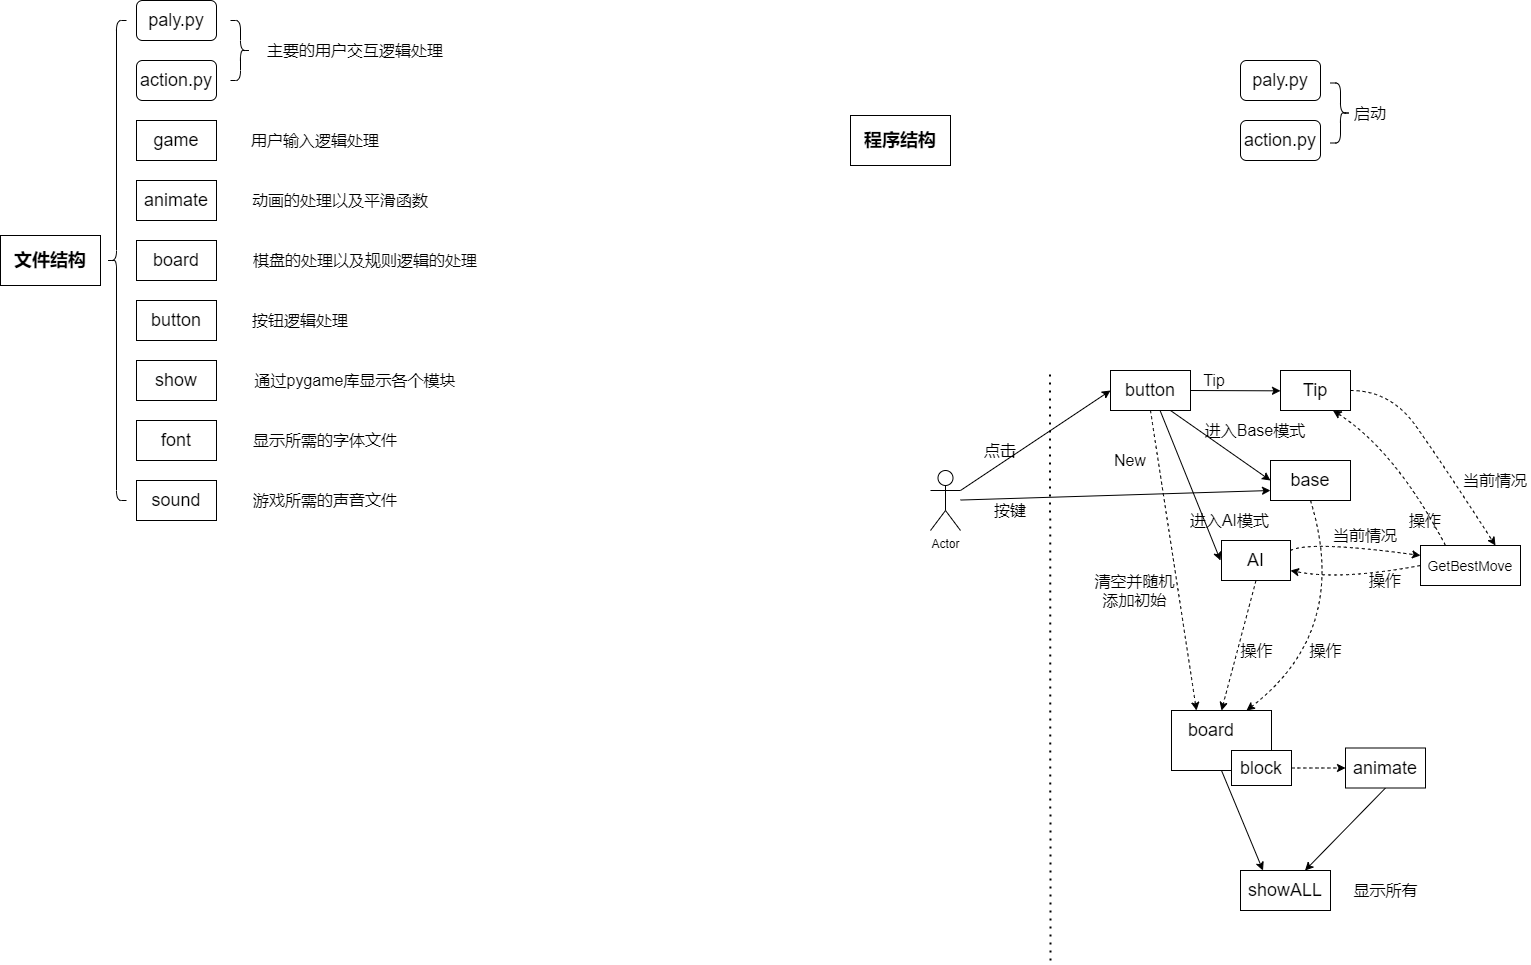 文件结构
paly.py
action.py
主要的用户交互逻辑处理
game
用户输入逻辑处理
animate
动画的处理以及平滑函数
board
棋盘的处理以及规则逻辑的处理
button
按钮逻辑处理
show
通过pygame库显示各个模块
font
显示所需的字体文件
sound
游戏所需的声音文件
程序结构
paly.py
action.py
启动
button
Tip
Tip
点击
进入Base模式
New
base
当前情况
Actor
按键
进入AI模式
操作
当前情况
AI
GetBestMove
操作
清空并随机
添加初始
操作
操作
board
block
animate
showALL
显示所有